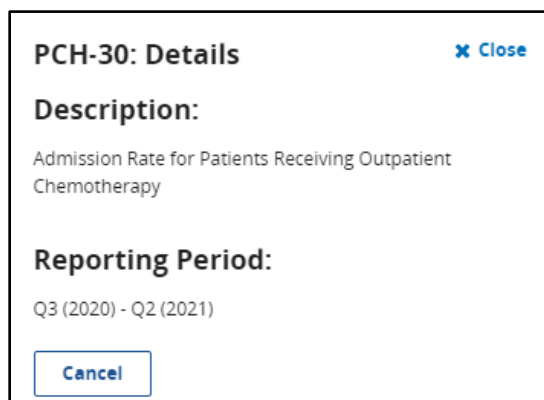 PCH-30: Details
✖ Close
Description:
Admission Rate for Patients Receiving Outpatient
Chemotherapy
Reporting Period:
Q3 (2020) - Q2 (2021)
Cancel